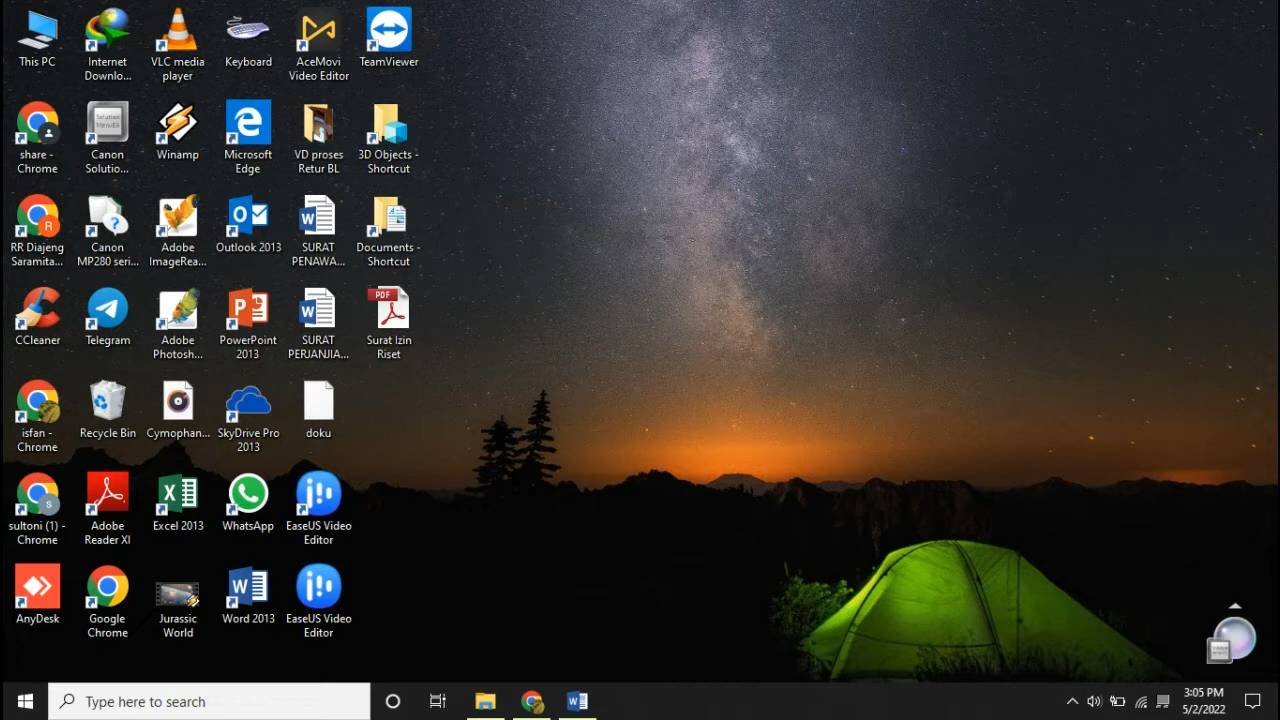 This PC
Internet
Downlo...
VLC media
player
Keyboard
AceMovi
Video Editor
TeamViewer
share -
Chrome
Canon
Solutio...
Winamp
Microsoft
Edge
VD proses
Retur BL
3D Objects -
Shortcut
RR Diajeng
Saramita...
Canon
MP280 seri...
Adobe
ImageRea...
Outlook 2013
SURAT
PENAWA...
Documents -
Shortcut
CCleaner
Telegram
Adobe
Photosh...
PowerPoint
2013
SURAT
PERJANJIA...
PDF
Surat Izin
Riset
isfan -
Chrome
Recycle Bin
Cymophan...
SkyDrive Pro
2013
doku
sultoni (1) -
Chrome
Adobe
Reader XI
Excel 2013
WhatsApp
EaseUS Video
Editor
AnyDesk
Google
Chrome
Jurassic
World
Word 2013
EaseUS Video
Editor
Type here to search
3:05 PM
5/2/2022